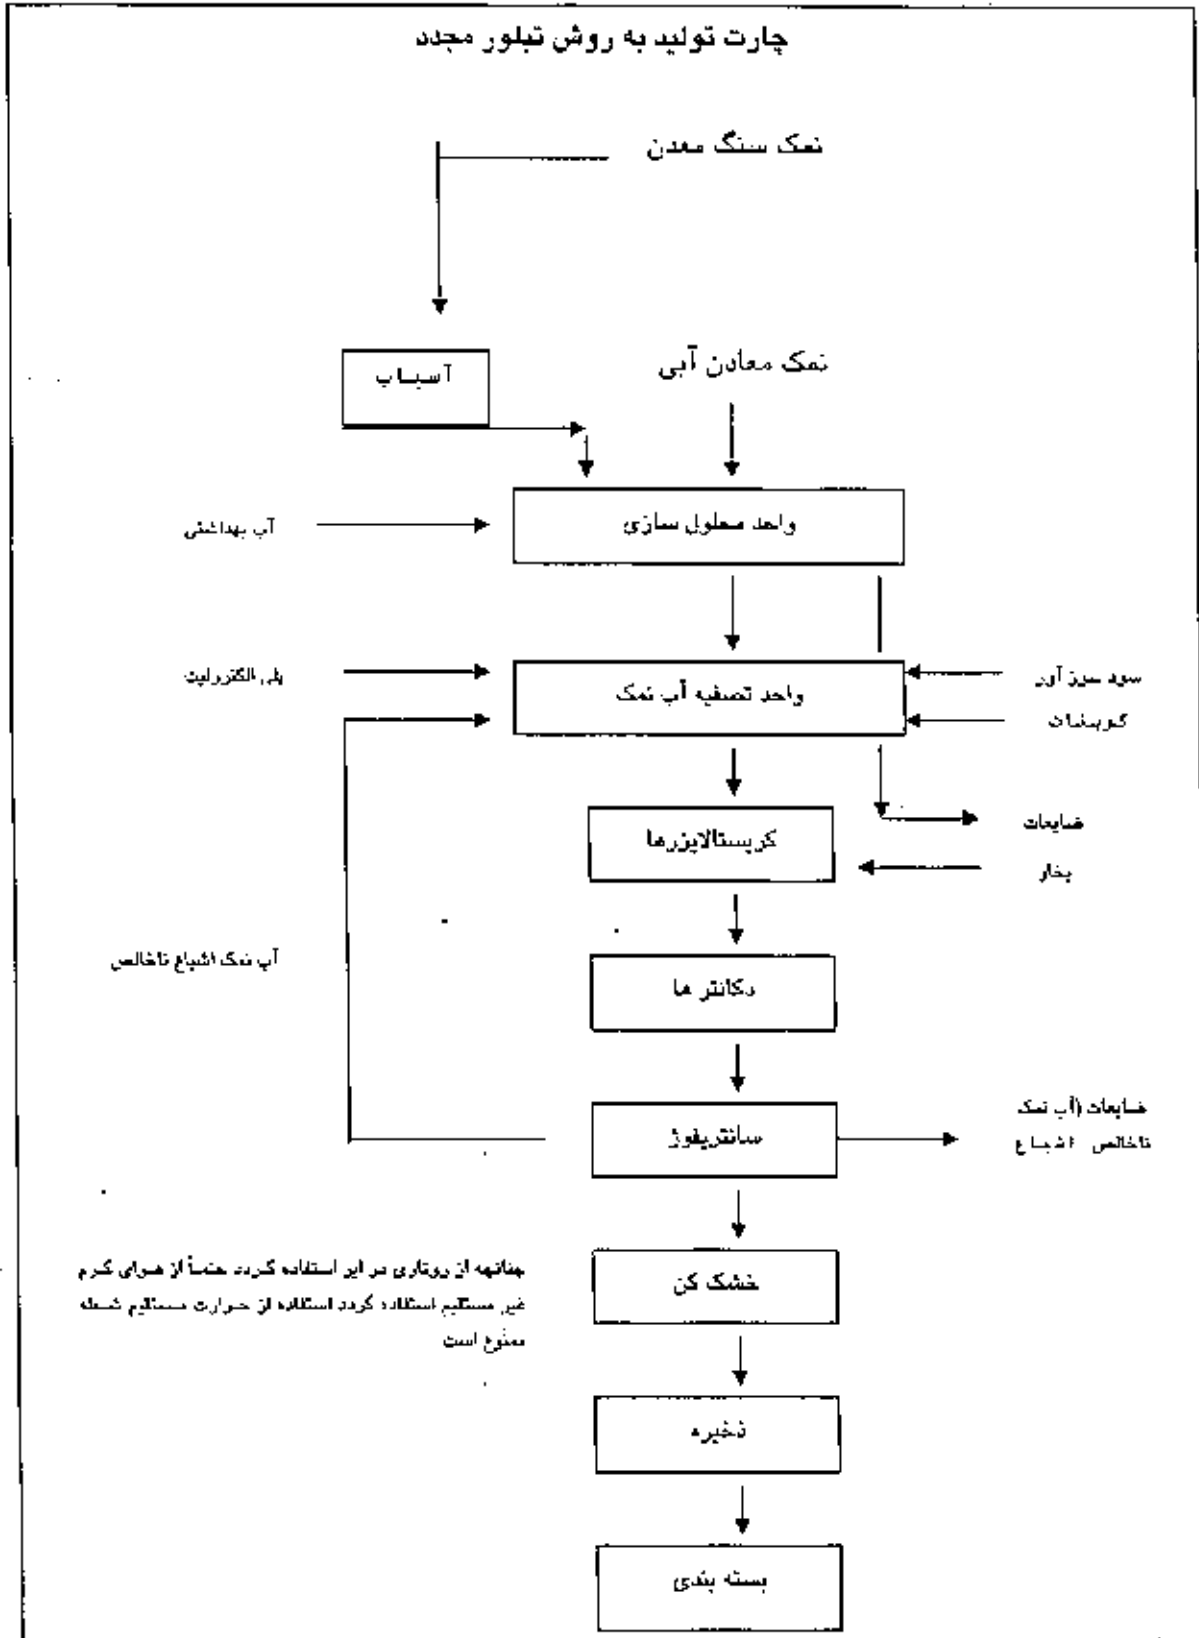 چارت تولید به روش تبلور مجدد
نمک سنگ معدن
آسیاب
نمک معادن آبی
واحد محلول سازی
آب بهداشتی
پلی الکترولیت
واحد تصفیه آب نمک
سود سوز آور
کربنات
کریستالایزرها
ضایعات
بخار
آب نمک اشباع ناخالص
دکانتر ها
سانتریفوژ
ضایعات (آب نمک
ناخالص اشباع
چنانچه از روتاری در این استفاده گردد حتماً از هوای گرم
غیر مستقیم استفاده گردد استفاده از حرارت مستقیم شعله
ممنوع است
خشک کن
ذخیره
بسته بندی